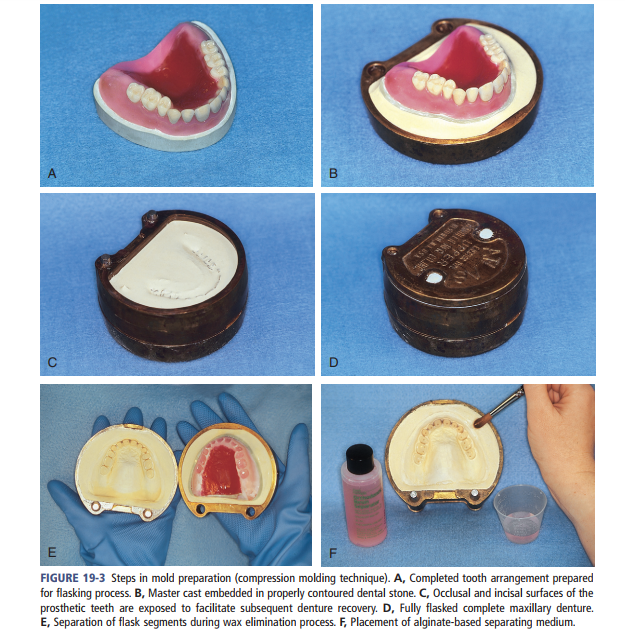 A
B
C
UPPER
D
E
F
FIGURE 19-3 Steps in mold preparation (compression molding technique). A, Completed tooth arrangement prepared
for flasking process. B, Master cast embedded in properly contoured dental stone. C, Occlusal and incisal surfaces of the
prosthetic teeth are exposed to facilitate subsequent denture recovery. D, Fully flasked complete maxillary denture.
E, Separation of flask segments during wax elimination process. F, Placement of alginate-based separating medium.